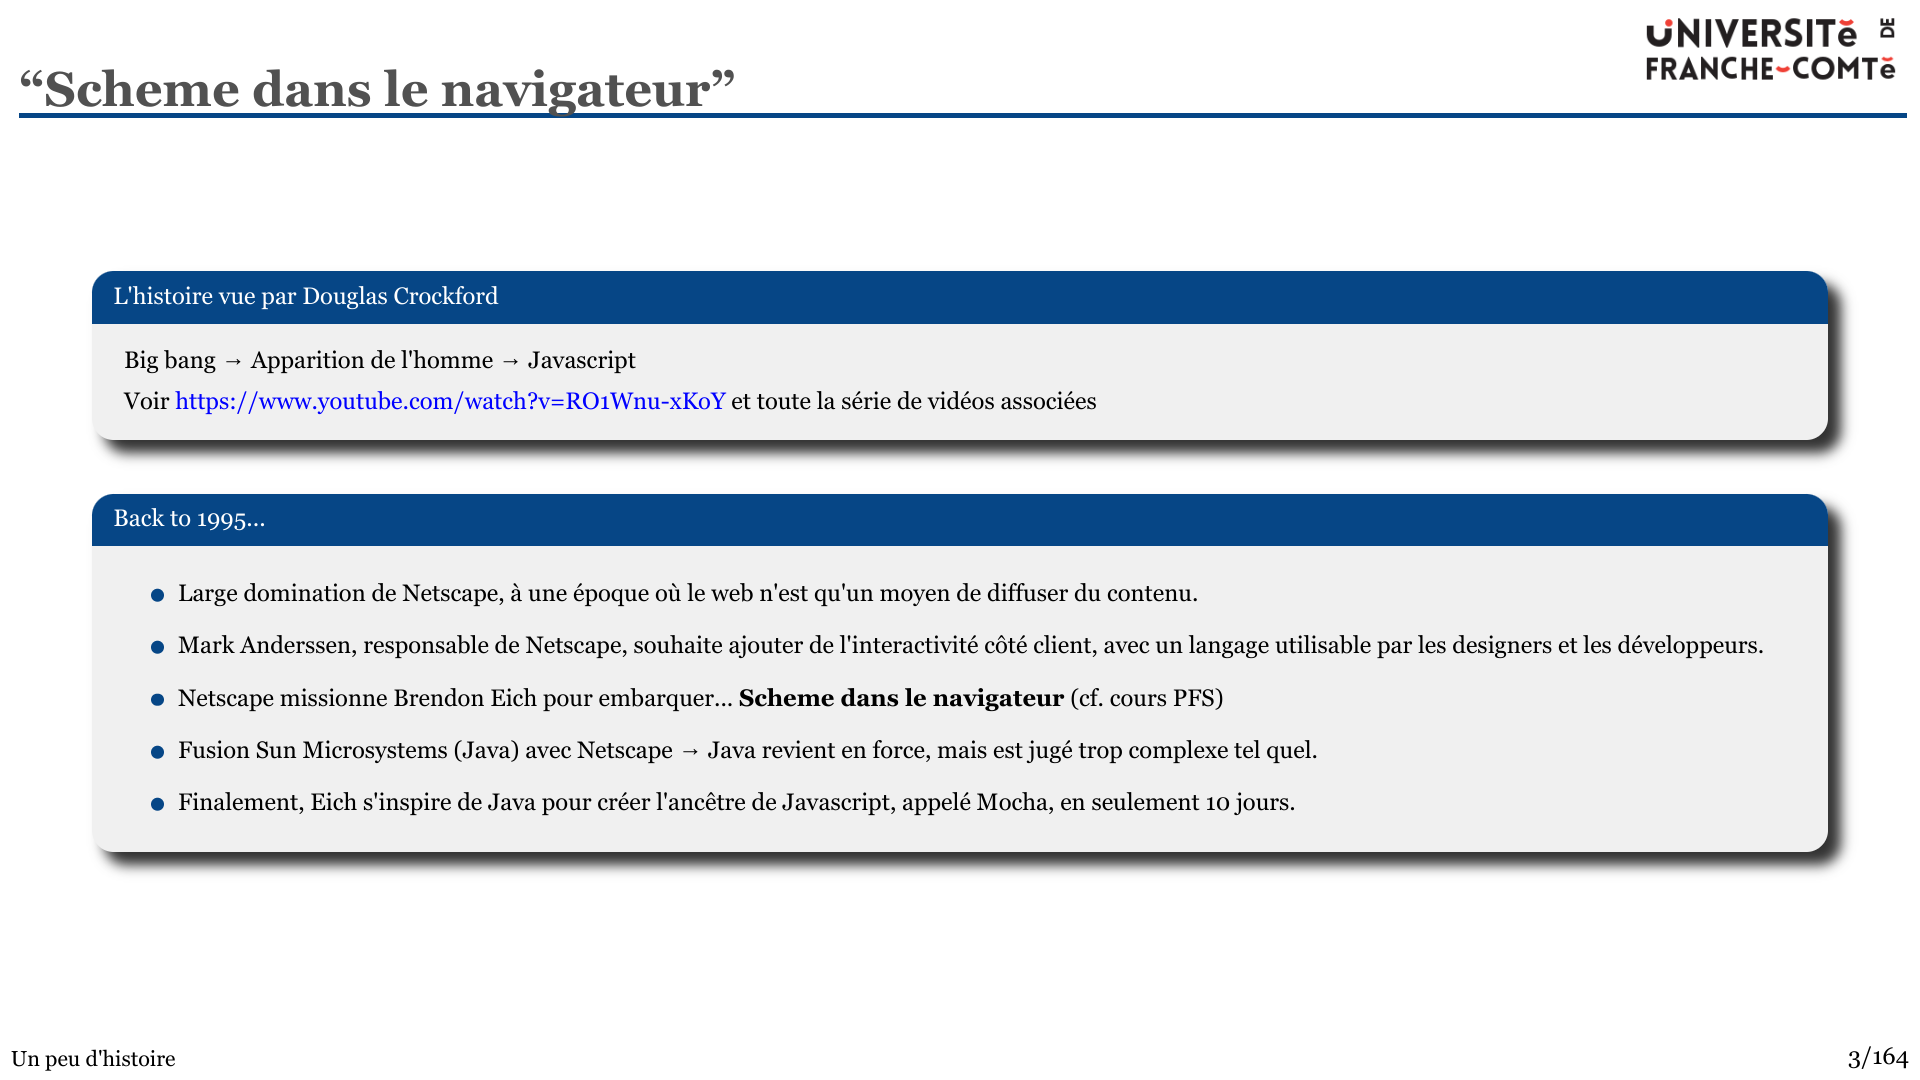 UNIVERSITĕ DE
FRANCHE-COMTĕ
“Scheme dans le navigateur”
L'histoire vue par Douglas Crockford
Big bang → Apparition de l'homme → Javascript
Voir https://www.youtube.com/watch?v=RO1Wnu-xKoY et toute la série de vidéos associées
Back to 1995...
Large domination de Netscape, à une époque où le web n'est qu'un moyen de diffuser du contenu.
Mark Anderssen, responsable de Netscape, souhaite ajouter de l'interactivité côté client, avec un langage utilisable par les designers et les développeurs.
Netscape missionne Brendon Eich pour embarquer... Scheme dans le navigateur (cf. cours PFS)
Fusion Sun Microsystems (Java) avec Netscape → Java revient en force, mais est jugé trop complexe tel quel.
Finalement, Eich s'inspire de Java pour créer l'ancêtre de Javascript, appelé Mocha, en seulement 10 jours.
Un peu d'histoire
3/164